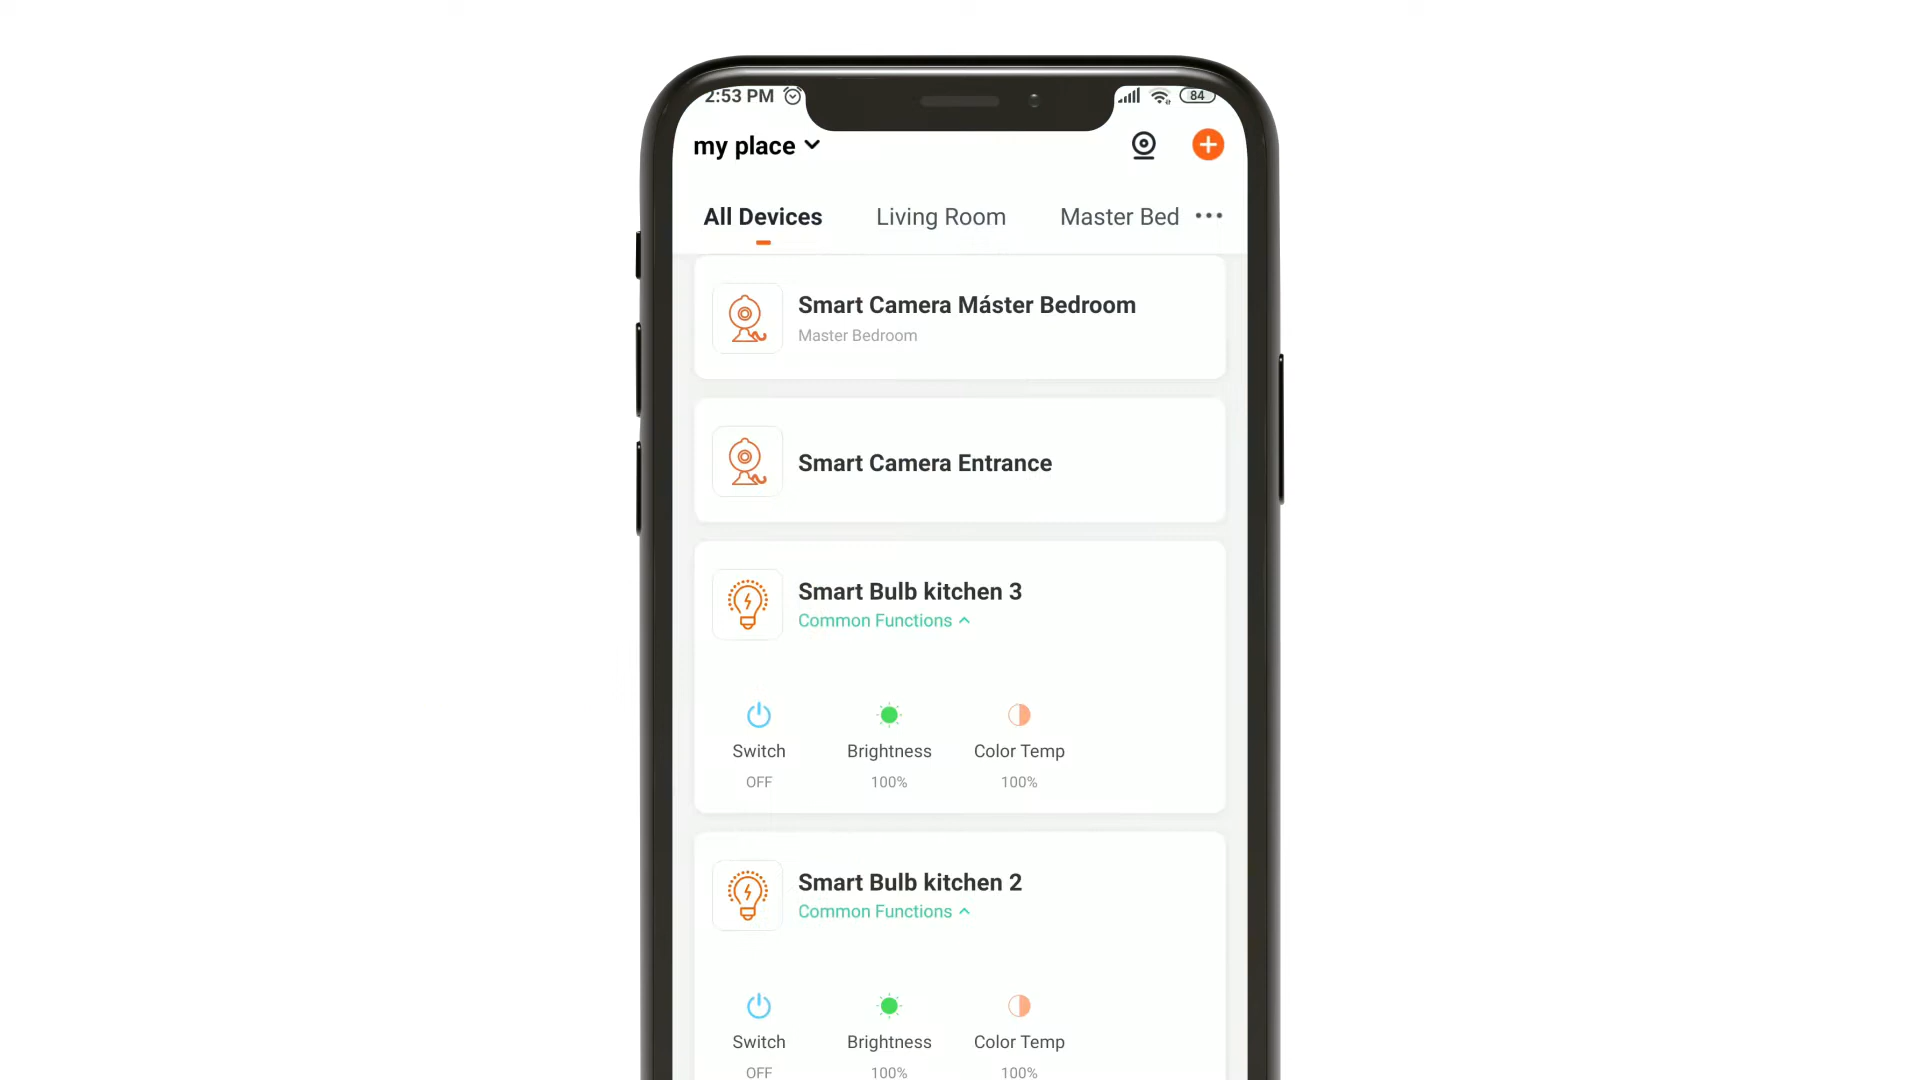 2:53 PM
84
my place
All Devices Living Room Master Bed
Smart Camera Máster Bedroom
Master Bedroom
Smart Camera Entrance
Smart Bulb kitchen 3
Common Functions
Switch Brightness Color Temp
OFF 100% 100%
Smart Bulb kitchen 2
Common Functions
Switch Brightness Color Temp
OFF 100% 100%